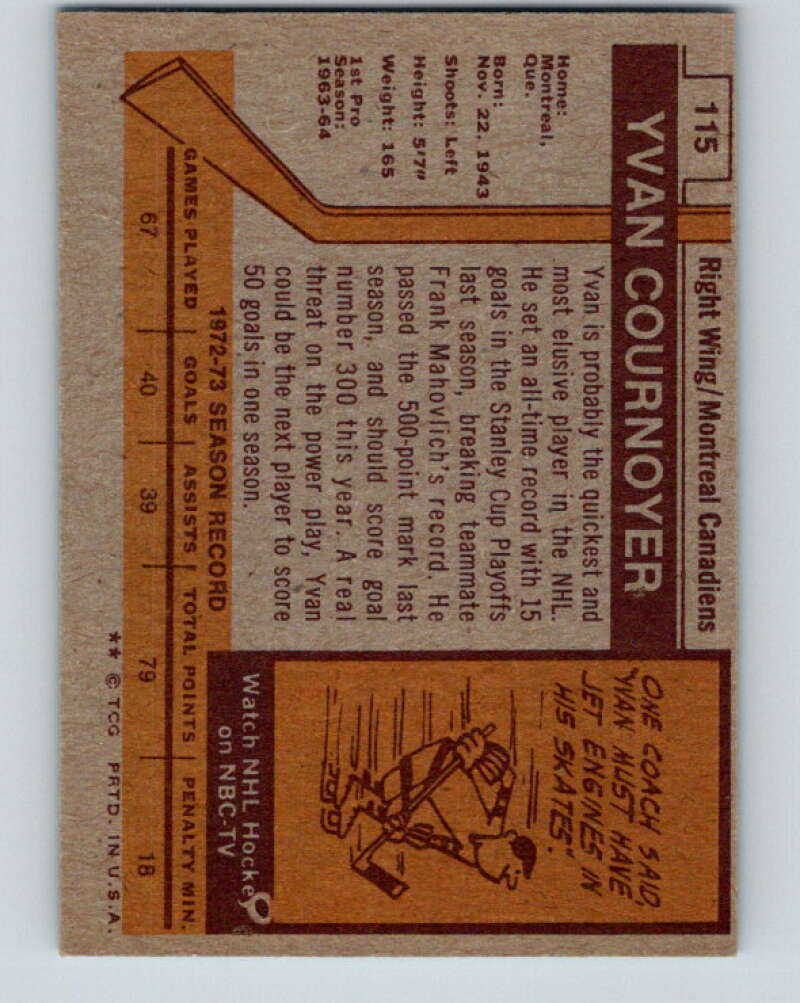 115
Right Wing/Montreal Canadiens
YVAN COURNOYER
Home:
Montreal,
Que.
Born:
Nov. 22, 1943
Shoots: Left
Height: 5'7"
Weight: 165
1st Pro
Season:
1963-64
Yvan is probably the quickest and
most elusive player in the NHL.
He set an all-time record with 15
goals in the Stanley Cup Playoffs
last season, breaking teammate
Frank Mahovlich's record. He
passed the 500-point mark last
season, and should score goal
number 300 this year. A real
threat on the power play, Yvan
could be the next player to score
50 goals in one season.
ONE COACH SAID,
"YVAN MUST HAVE
JET ENGINES IN
HIS SKATES".
Watch NHL Hockey
on NBC-TV
1972-73 SEASON RECORD
GAMES PLAYED | GOALS | ASSISTS | TOTAL POINTS | PENALTY MIN.
67 40 39 79 18
** © TCG PRTD. IN U.S.A.